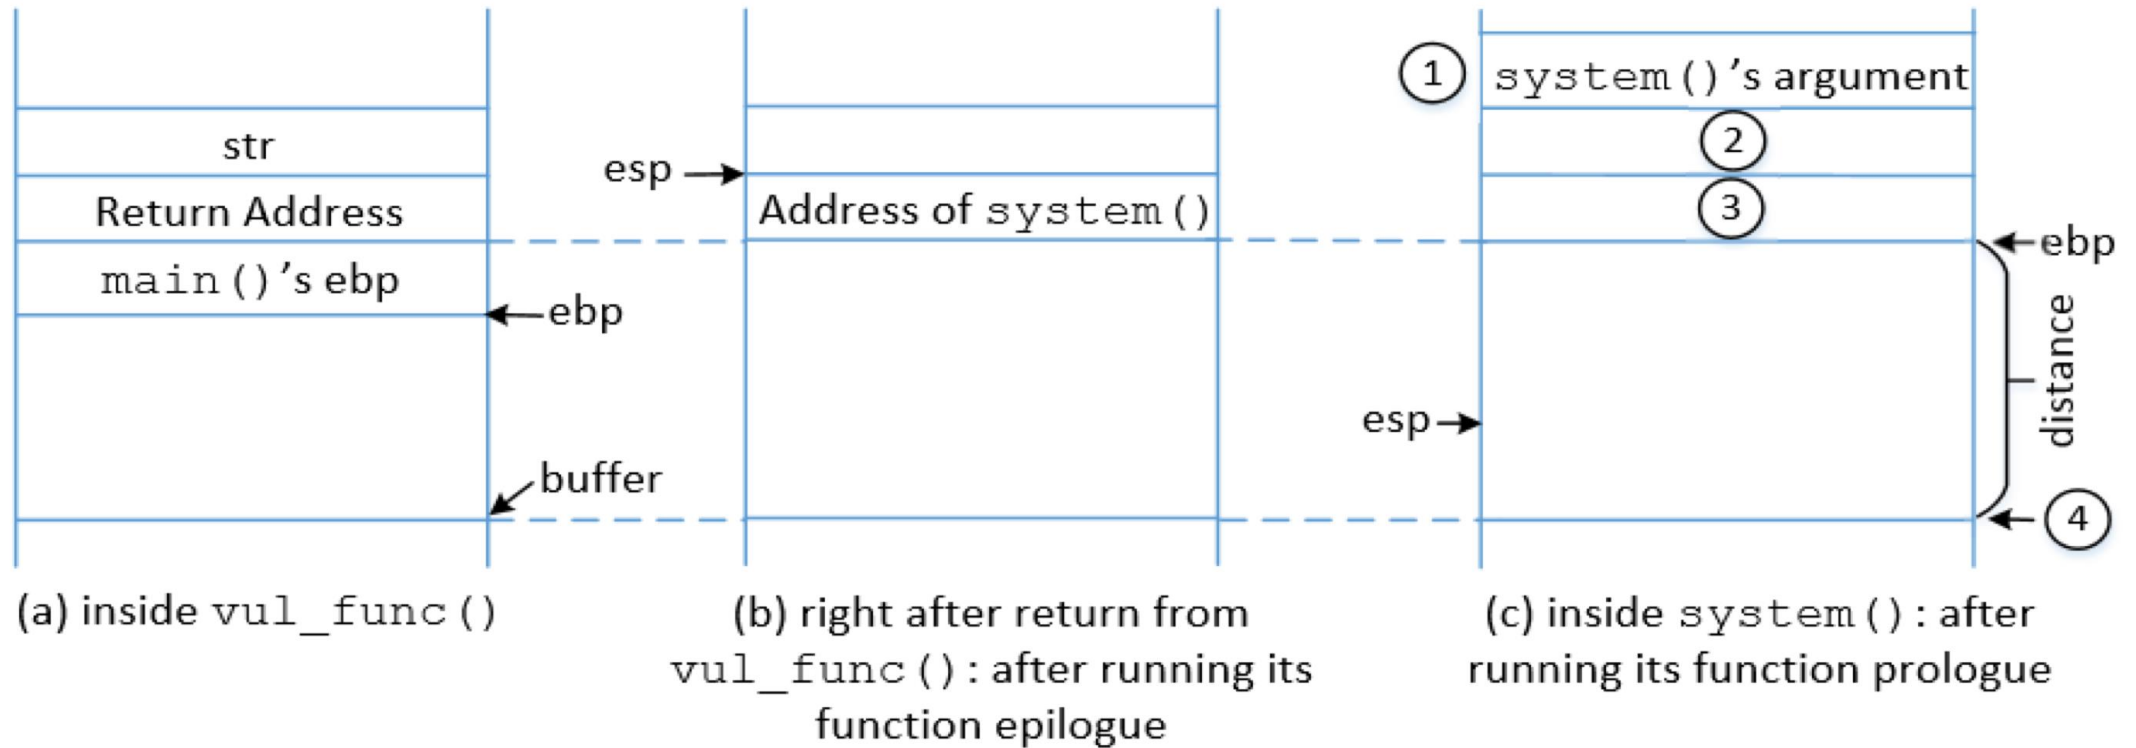 str
Return Address
main()'s ebp
ebp
buffer
(a) inside vul_func()
esp
Address of system()
(b) right after return from
vul_func(): after running its
function epilogue
1
system()'s argument
2
3
ebp
distance
esp
4
(c) inside system(): after
running its function prologue